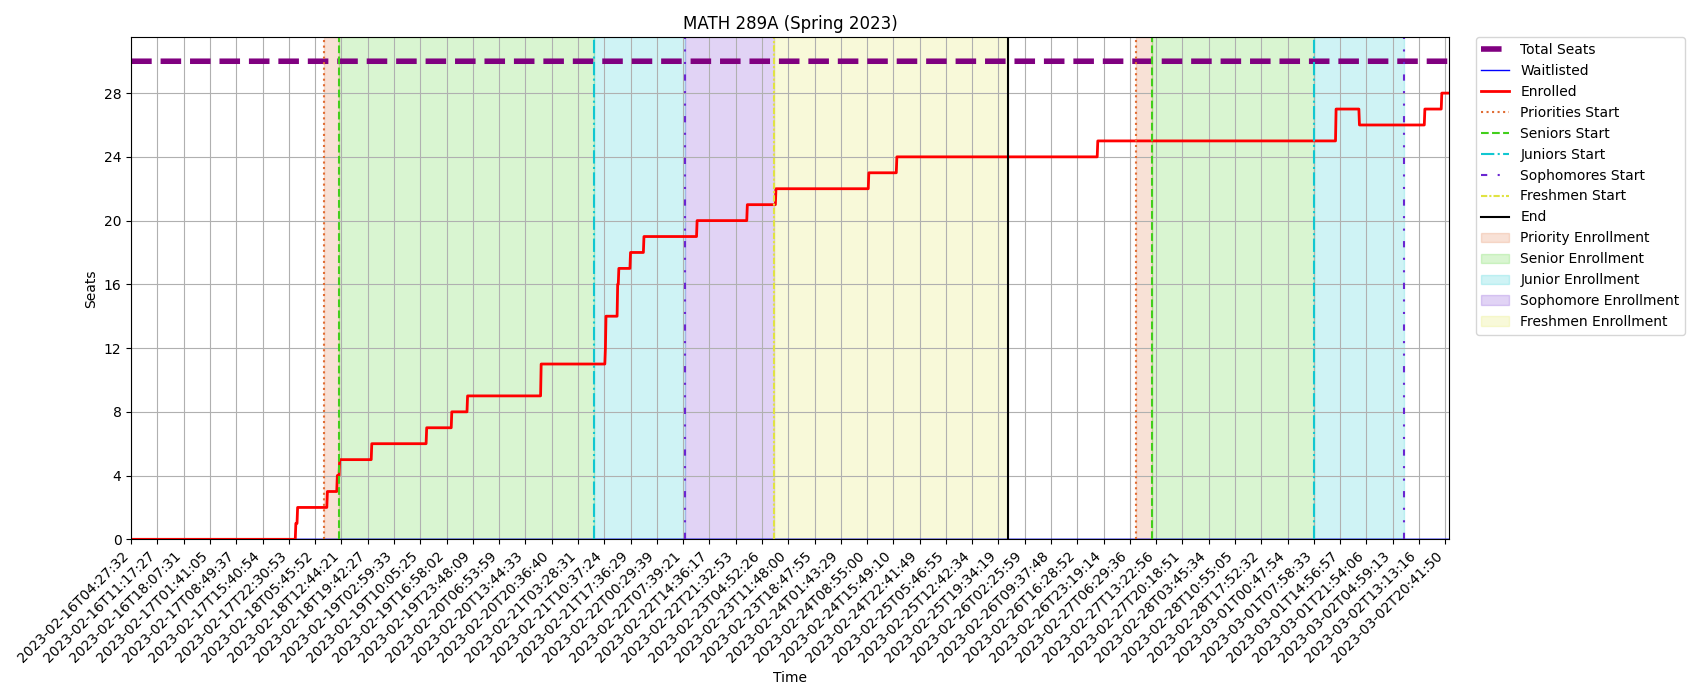 MATH 289A (Spring 2023)
Total Seats
Waitlisted
Enrolled
Priorities Start
Seniors Start
Juniors Start
Sophomores Start
Freshmen Start
End
Priority Enrollment
Senior Enrollment
Junior Enrollment
Sophomore Enrollment
Freshmen Enrollment
Seats
28
24
20
16
12
8
4
0
2023-02-16T04:27:32
2023-02-16T11:17:27
2023-02-16T18:07:31
2023-02-17T01:41:05
2023-02-17T08:49:37
2023-02-17T15:40:54
2023-02-17T22:30:53
2023-02-18T05:45:52
2023-02-18T12:44:21
2023-02-18T19:42:27
2023-02-19T02:59:33
2023-02-19T10:05:25
2023-02-19T16:58:02
2023-02-19T23:48:09
2023-02-20T06:53:59
2023-02-20T13:44:33
2023-02-20T20:36:40
2023-02-21T03:28:31
2023-02-21T10:37:24
2023-02-21T17:36:29
2023-02-22T00:29:39
2023-02-22T07:39:21
2023-02-22T14:36:17
2023-02-22T21:32:53
2023-02-23T04:52:26
2023-02-23T11:48:00
2023-02-23T18:47:55
2023-02-24T01:43:29
2023-02-24T08:55:00
2023-02-24T15:49:10
2023-02-24T22:41:49
2023-02-25T05:46:55
2023-02-25T12:42:34
2023-02-25T19:34:19
2023-02-26T02:25:59
2023-02-26T09:37:48
2023-02-26T16:28:52
2023-02-26T23:19:14
2023-02-27T06:29:36
2023-02-27T13:22:56
2023-02-27T20:18:51
2023-02-28T03:45:34
2023-02-28T10:55:05
2023-02-28T17:52:32
2023-03-01T00:47:54
2023-03-01T07:58:33
2023-03-01T14:56:57
2023-03-01T21:54:06
2023-03-02T04:59:13
2023-03-02T13:13:16
2023-03-02T20:41:50
Time